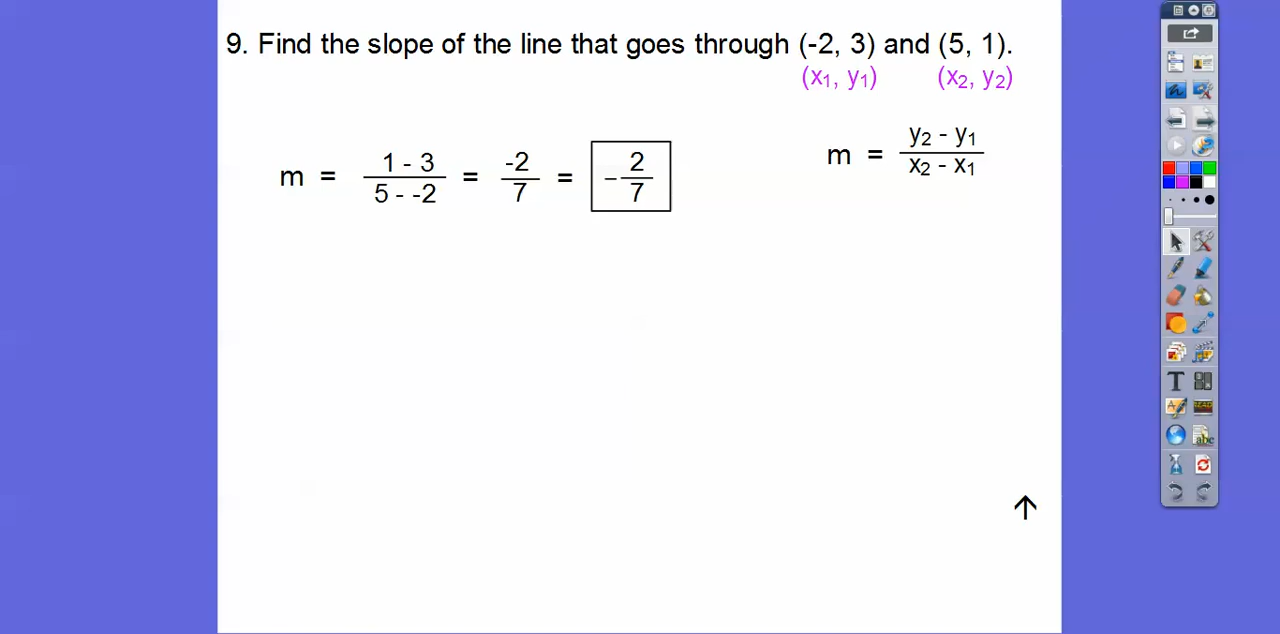 9. Find the slope of the line that goes through (-2, 3) and (5, 1).
(x₁, y₁) (x₂, y₂)
m = 1 - 3 / 5 - -2 = -2 / 7 = - 2 / 7
m = y₂ - y₁ / x₂ - x₁
T
abc